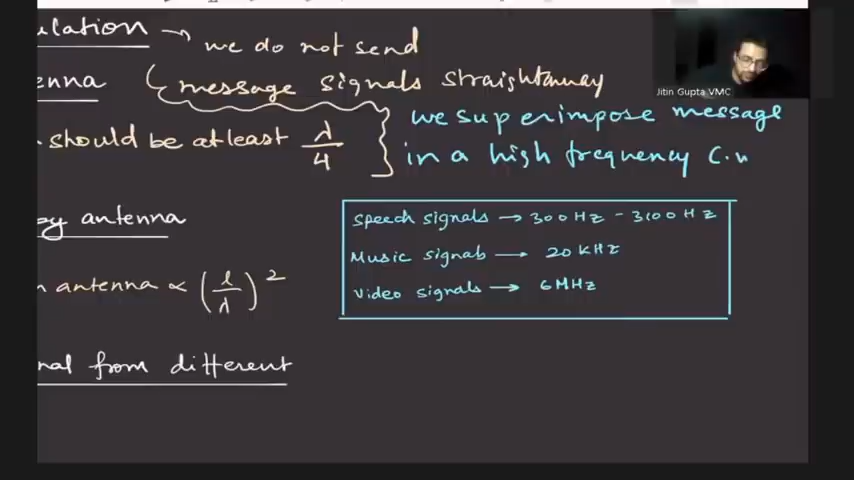 ulation → we do not send
enna message signals straightaway
should be atleast λ/4
we superimpose message
in a high frequency C.w
by antenna
n antenna ∝ (l/λ)²
nal from different
Speech signals → 300 Hz - 3100 Hz
Music signals → 20 kHz
Video signals → 6 MHz
Jitin Gupta VMC